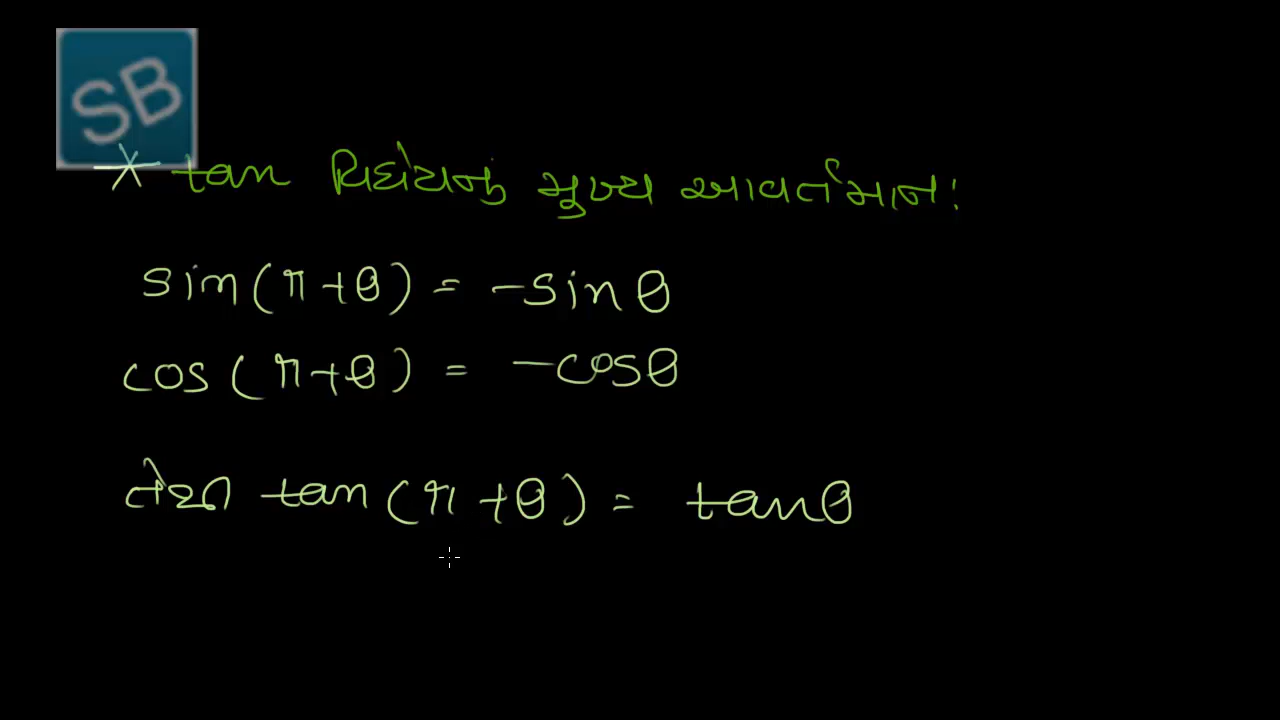 SB
* tan વિધેયનું મુખ્ય આવર્તમાન:
sin(π+θ) = -sinθ
cos(π+θ) = -cosθ
તેથી tan(π+θ) = tanθ